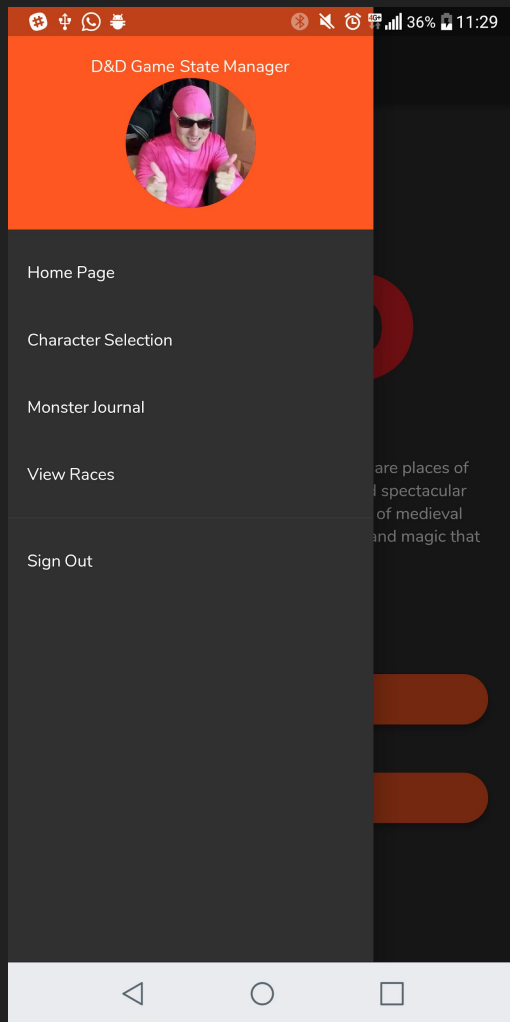 4G+ 36% 11:29
D&D Game State Manager
Home Page
Character Selection
Monster Journal
View Races
are places of
spectacular
of medieval
and magic that
Sign Out